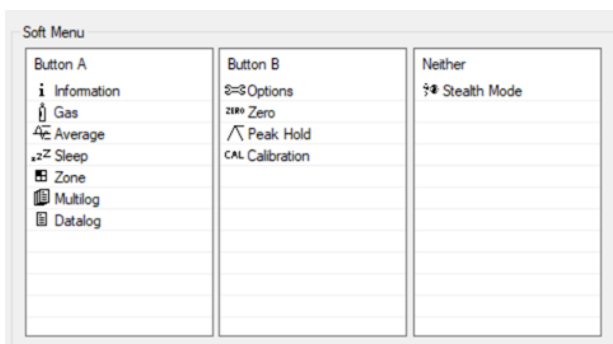 Soft Menu
Button A
i Information
Gas
Average
zzZ Sleep
Zone
Multilog
Datalog
Button B
Options
ZERO Zero
Peak Hold
CAL Calibration
Neither
Stealth Mode